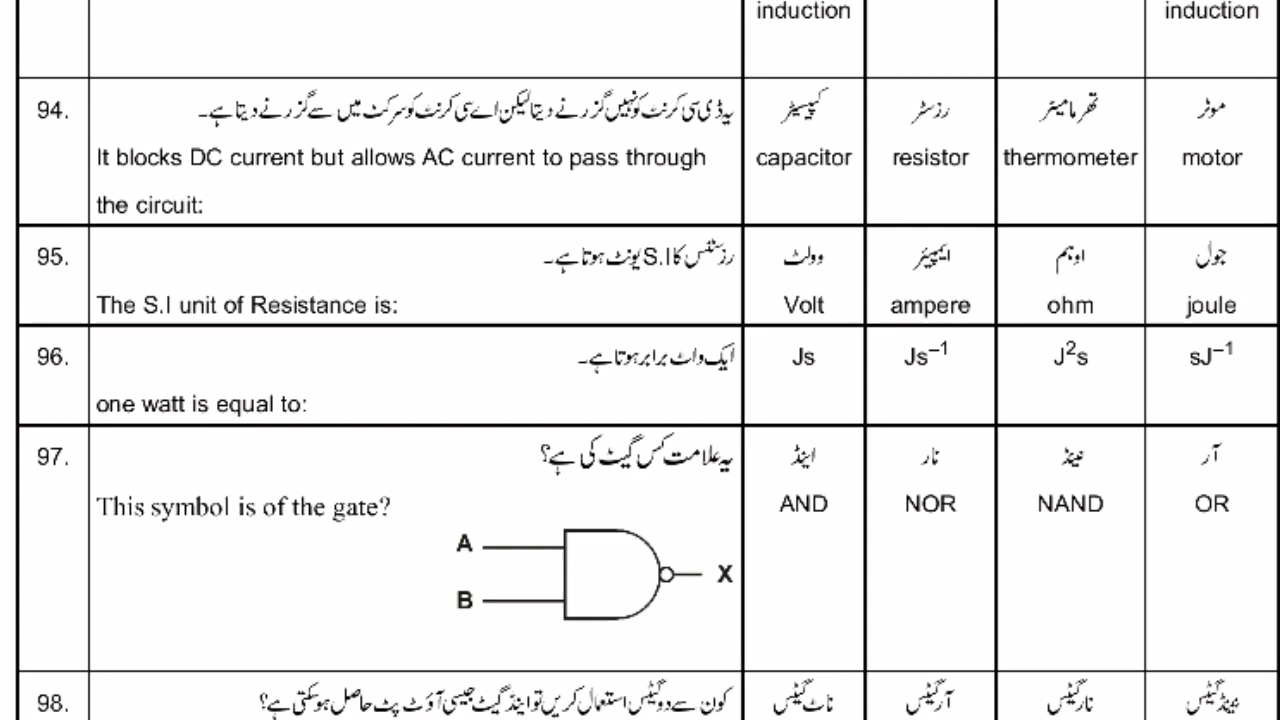 induction induction
94. یہ ڈی سی کرنٹ کو نہیں گزرنے دیتا لیکن اے سی کرنٹ کو سرکٹ میں سے گزرنے دیتا ہے۔ کپیسیٹر رزسٹر تھرمامیٹر موٹر
It blocks DC current but allows AC current to pass through capacitor resistor thermometer motor
the circuit:
95. رزسٹنس کا S.I یونٹ ہوتا ہے۔ وولٹ ایمپیئر اوہم جول
The S.I unit of Resistance is: Volt ampere ohm joule
96. ایک واٹ برابر ہوتا ہے۔ Js Js⁻¹ J²s sJ⁻¹
one watt is equal to:
97. یہ علامت کس گیٹ کی ہے؟ اینڈ نار نینڈ آر
This symbol is of the gate? AND NOR NAND OR
A
X
B
98. کون سے دو گیٹس استعمال کریں تو اینڈ گیٹ جیسی آؤٹ پٹ حاصل ہو سکتی ہے؟ ناٹ گیٹس آر گیٹس نار گیٹس نینڈ گیٹس